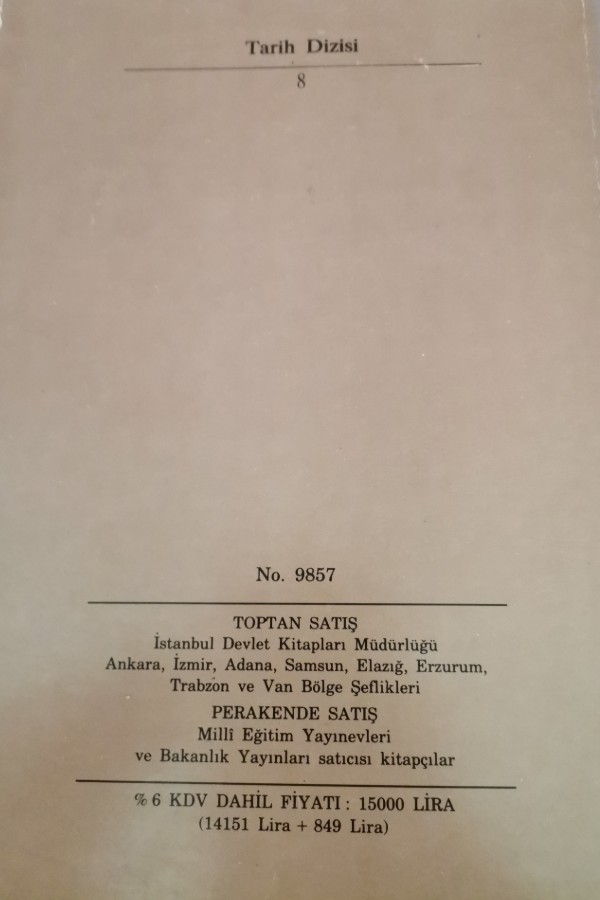 Tarih Dizisi
8
No. 9857
TOPTAN SATIŞ
İstanbul Devlet Kitapları Müdürlüğü
Ankara, İzmir, Adana, Samsun, Elazığ, Erzurum,
Trabzon ve Van Bölge Şeflikleri
PERAKENDE SATIŞ
Millî Eğitim Yayınevleri
ve Bakanlık Yayınları satıcısı kitapçılar
% 6 KDV DAHİL FİYATI : 15000 LİRA
(14151 Lira + 849 Lira)